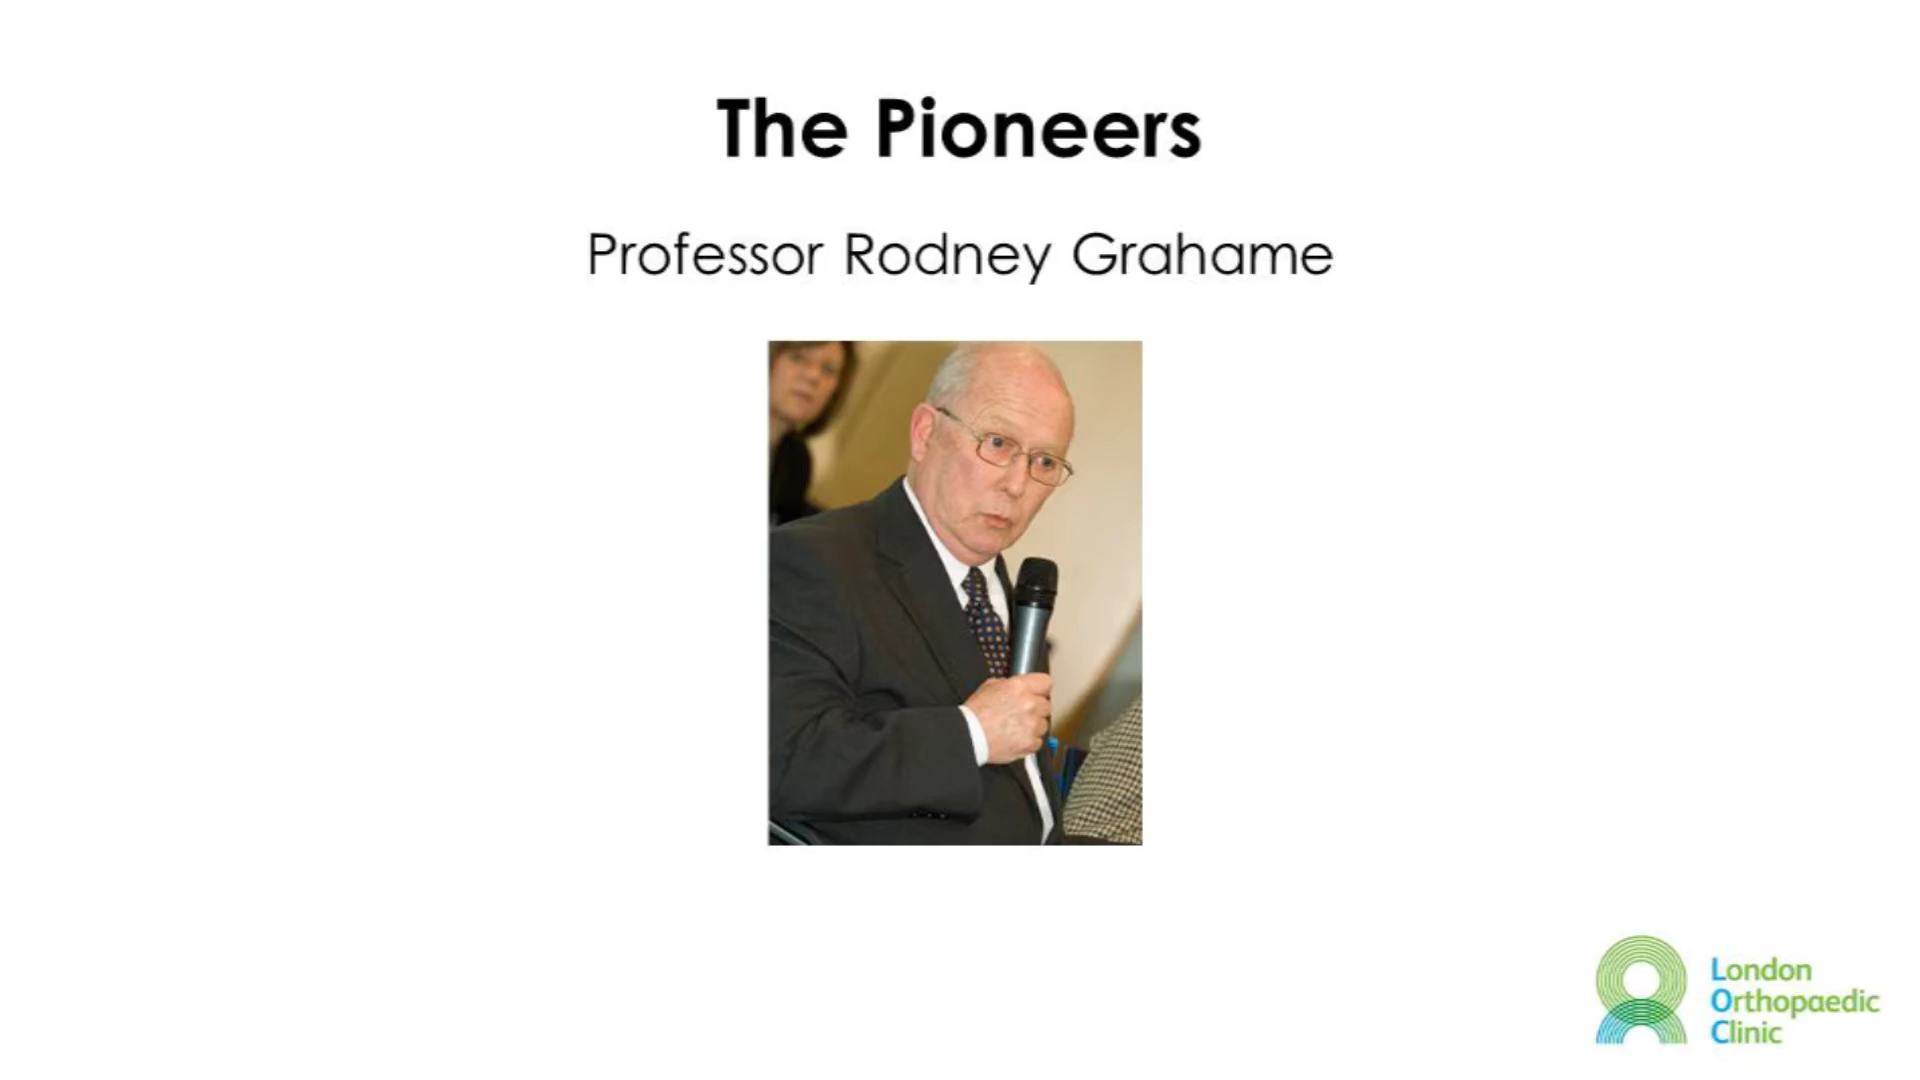 The Pioneers
Professor Rodney Grahame
London
Orthopaedic
Clinic